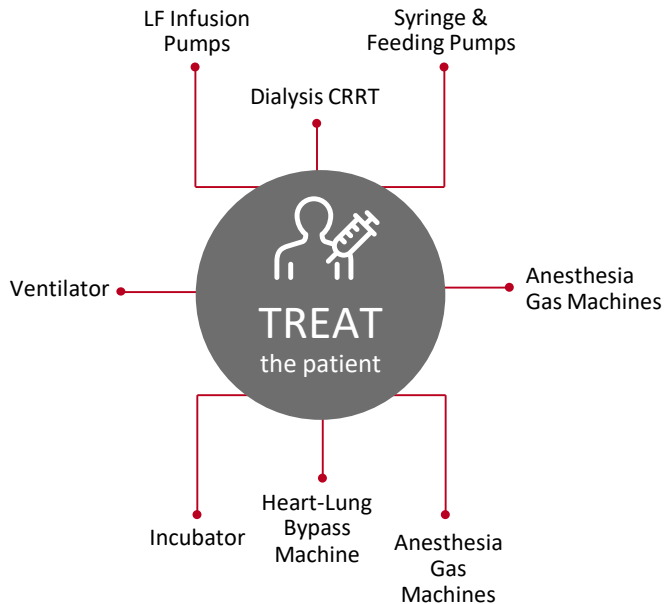 LF Infusion
Pumps
Syringe &
Feeding Pumps
Dialysis CRRT
Ventilator
TREAT
the patient
Anesthesia
Gas Machines
Incubator
Heart-Lung
Bypass
Machine
Anesthesia
Gas
Machines